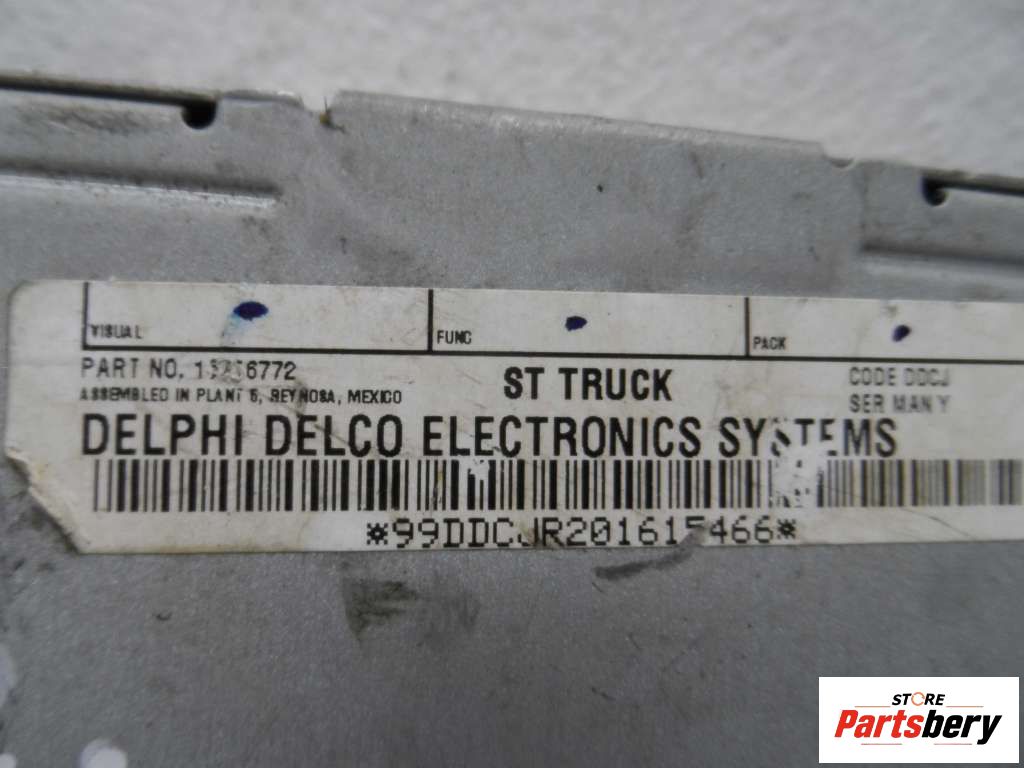 VISUAL
FUNC
PACK
PART NO.
ST TRUCK
CODE DDCJ
ASSEMBLED IN PLANT 5, REYNOSA, MEXICO
SER MAN Y
DELPHI DELCO ELECTRONICS SYSTEMS
*99DDCJR201615466*
STORE
Partsbery